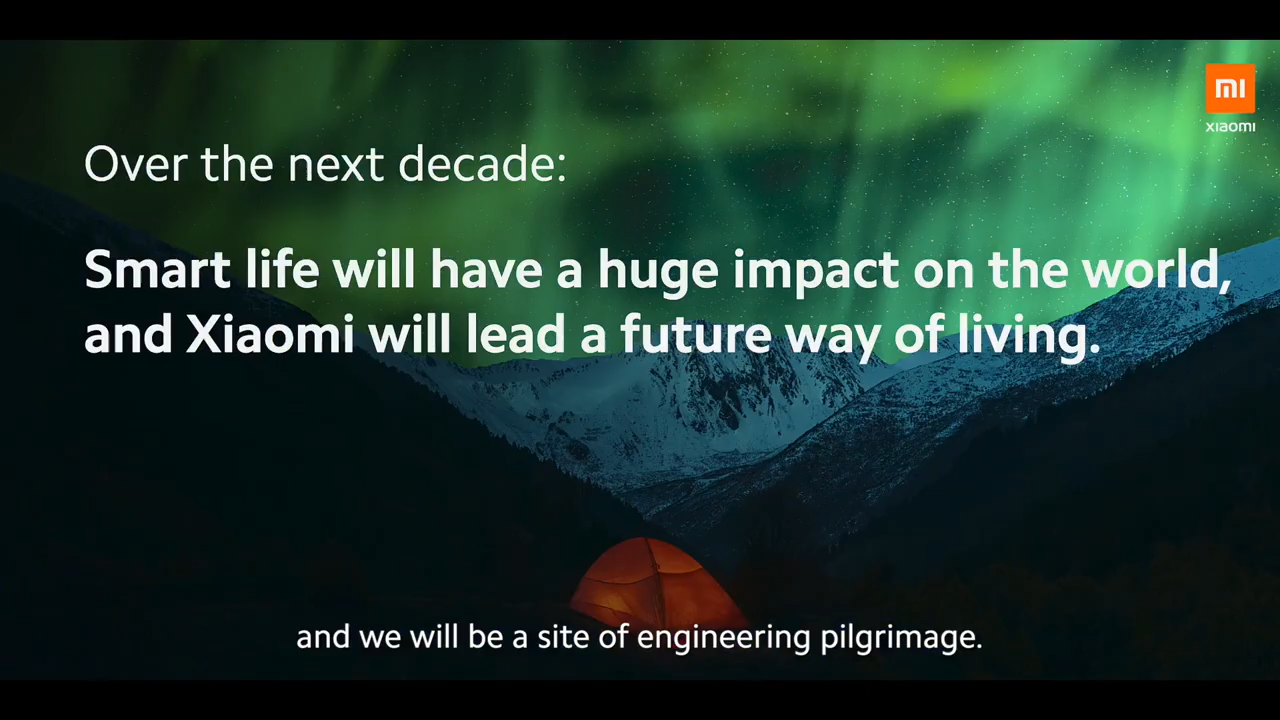 mi
xiaomi
Over the next decade:
Smart life will have a huge impact on the world,
and Xiaomi will lead a future way of living.
and we will be a site of engineering pilgrimage.